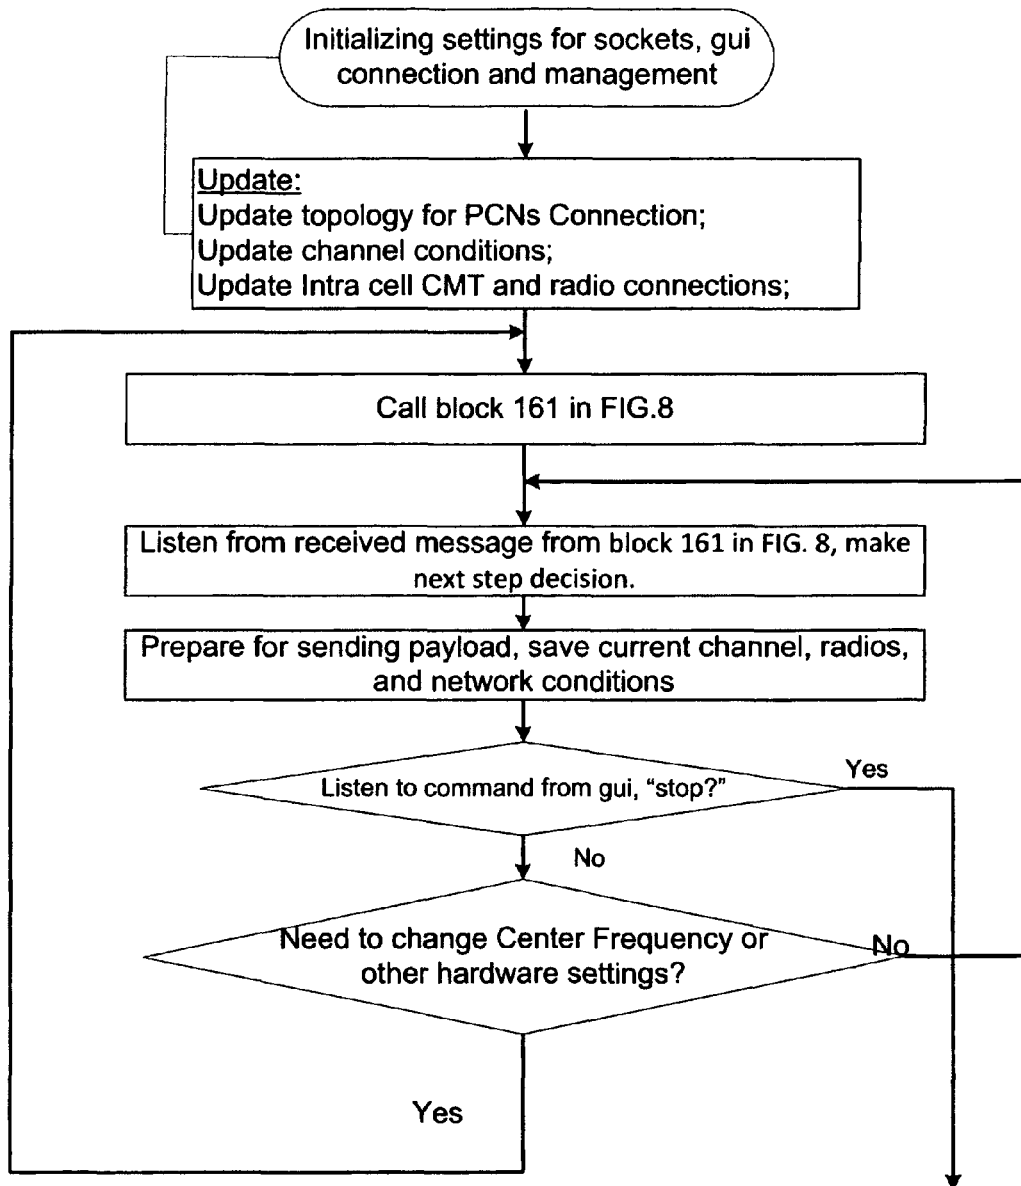 Initializing settings for sockets, gui
connection and management
Update:
Update topology for PCNs Connection;
Update channel conditions;
Update Intra cell CMT and radio connections;
Call block 161 in FIG.8
Listen from received message from block 161 in FIG. 8, make
next step decision.
Prepare for sending payload, save current channel, radios,
and network conditions
Listen to command from gui, “stop?”
Yes
No
Need to change Center Frequency or
other hardware settings?
No
Yes